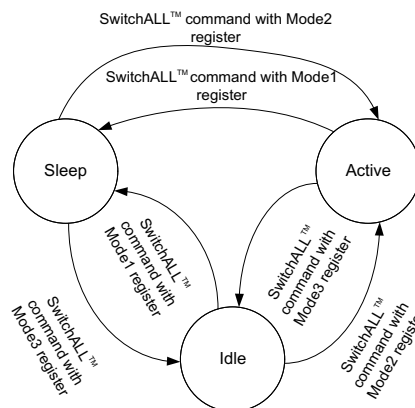 SwitchALL™ command with Mode2
register
SwitchALL™ command with Mode1
register
Sleep
Active
SwitchALL™
command with
Mode1 register
SwitchALL™
command with
Mode3 register
SwitchALL™
command with
Mode3 register
Idle
SwitchALL™
command with
Mode2 register